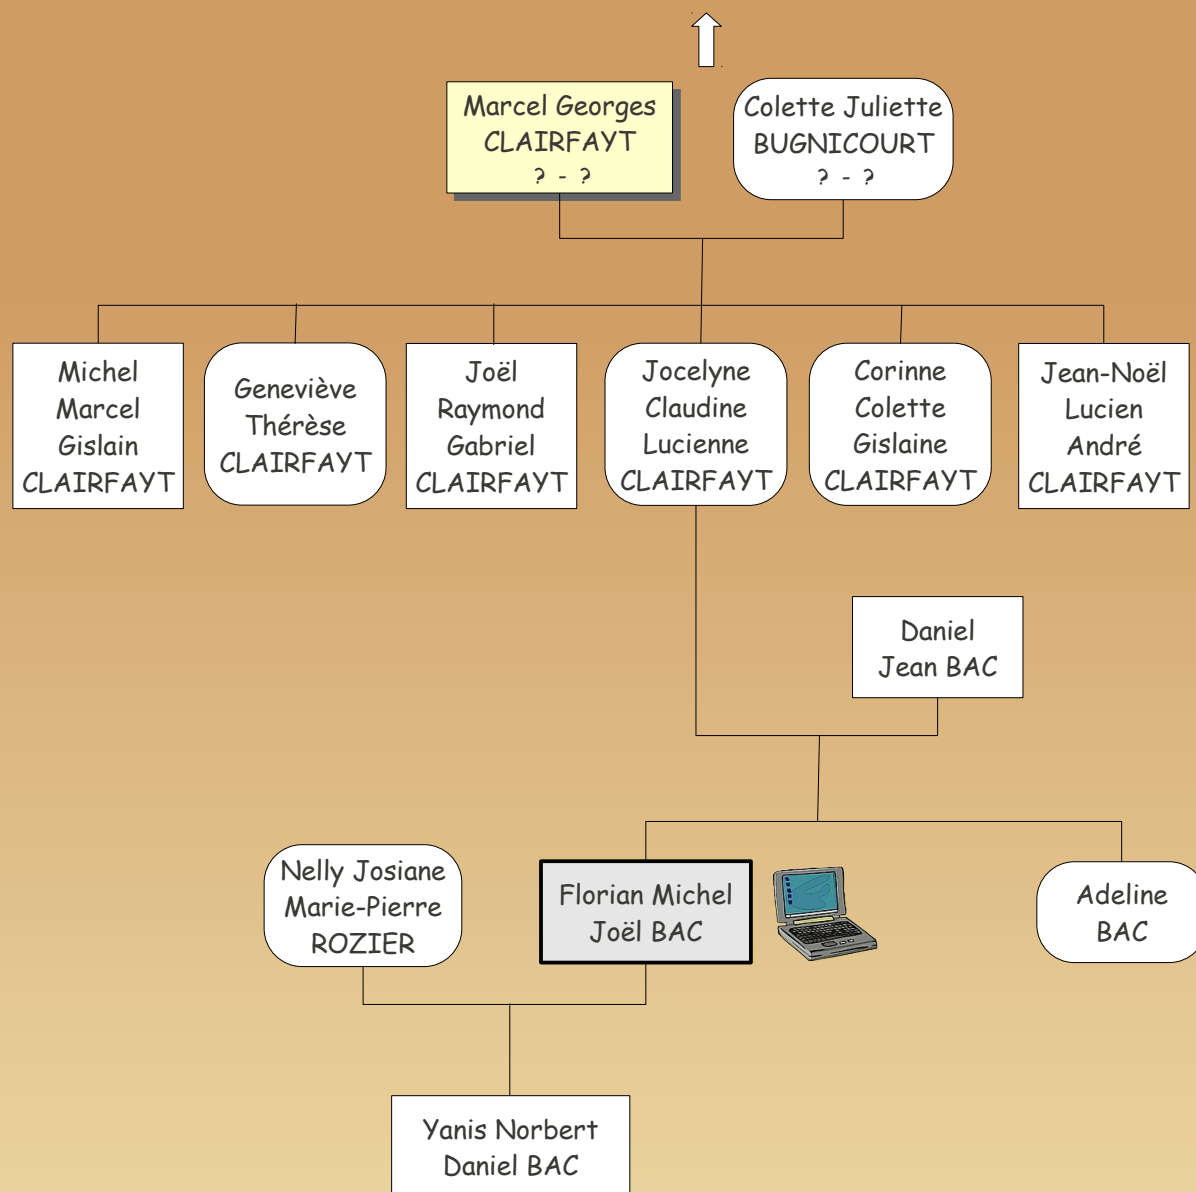 Marcel Georges
CLAIRFAYT
? - ?
Colette Juliette
BUGNICOURT
? - ?
Michel
Marcel
Gislain
CLAIRFAYT
Geneviève
Thérèse
CLAIRFAYT
Joël
Raymond
Gabriel
CLAIRFAYT
Jocelyne
Claudine
Lucienne
CLAIRFAYT
Corinne
Colette
Gislaine
CLAIRFAYT
Jean-Noël
Lucien
André
CLAIRFAYT
Daniel
Jean BAC
Nelly Josiane
Marie-Pierre
ROZIER
Florian Michel
Joël BAC
Adeline
BAC
Yanis Norbert
Daniel BAC